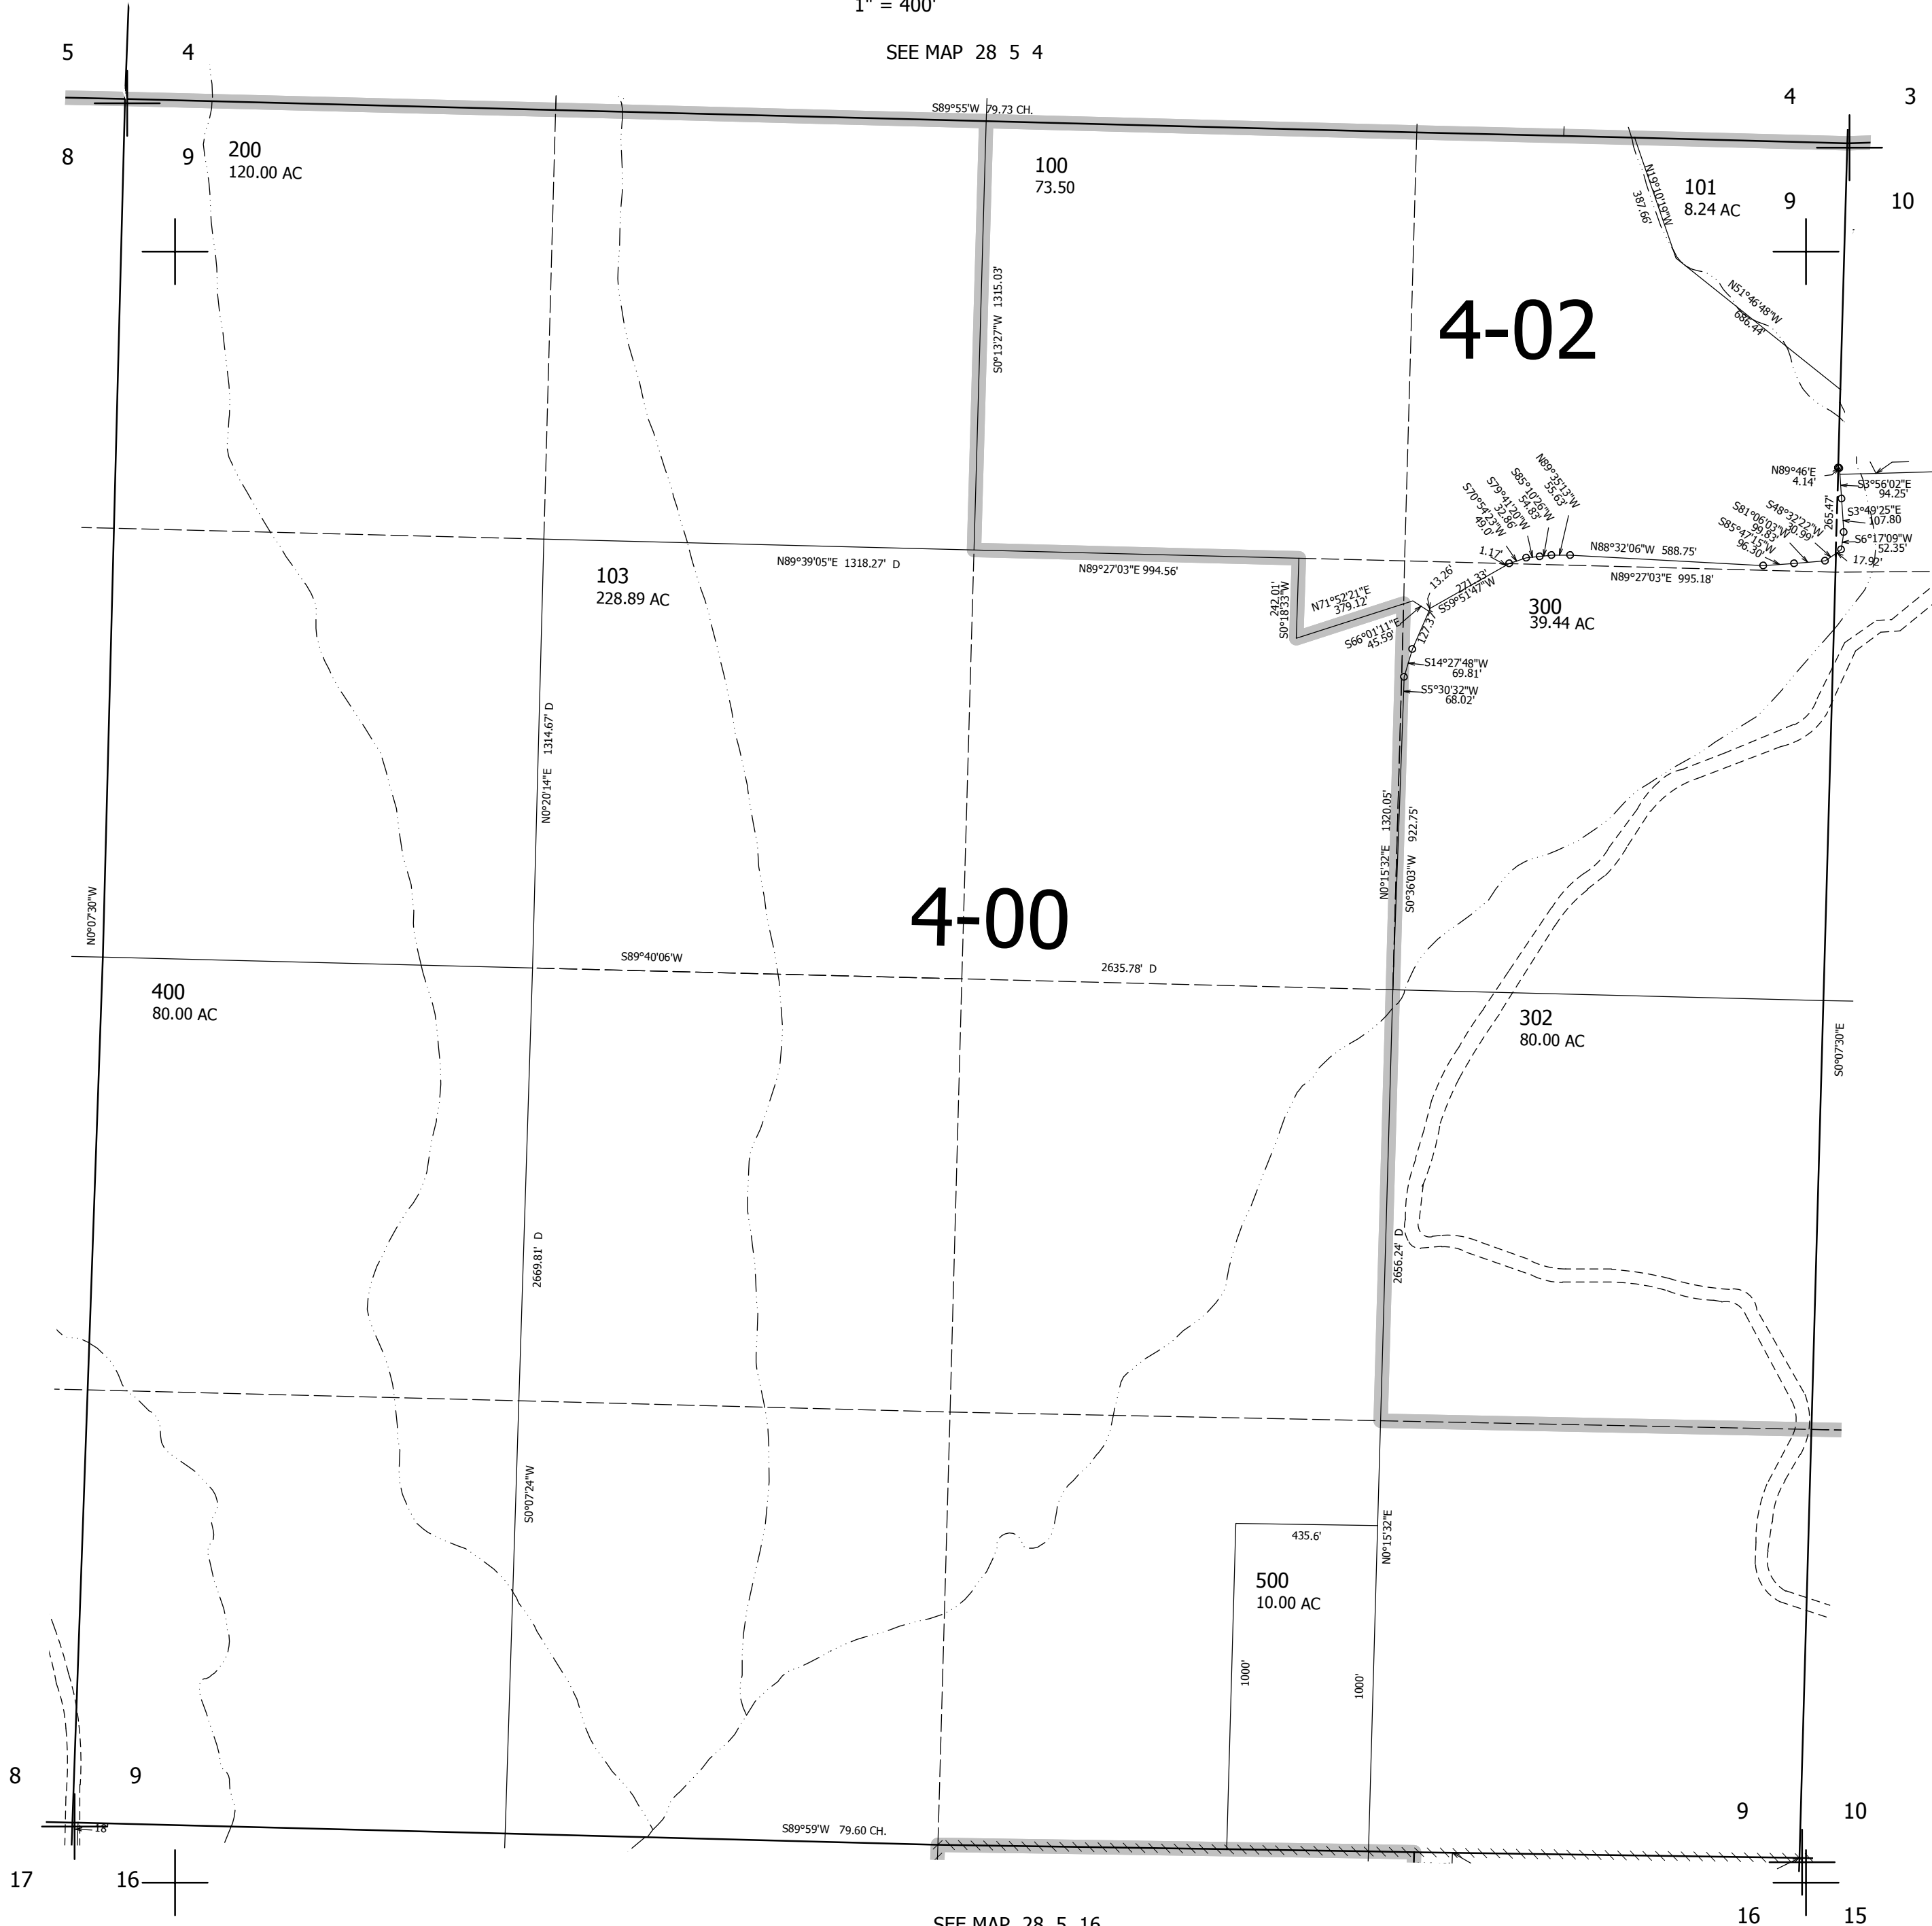 1" = 400'
SEE MAP 28 5 4
5
4
4
3
S89°55'W 79.73 CH.
8
9
200
120.00 AC
100
73.50
101
8.24 AC
9
10
N19°10'19"W
387.66'
N51°46'48"W
686.44'
S0°13'27"W 1315.03'
4-02
N89°46'E
4.14'
S3°56'02"E
94.25'
265.47'
S3°49'25"E
107.80
S6°17'09"W
52.35'
17.92'
S48°32'22"W
30.99'
S81°06'03"W
99.83'
S85°47'15"W
96.30'
N89°35'13"W
55.63'
S85°10'26"W
54.83'
S79°41'20"W
32.86'
S70°54'23"W
49.0'
1.17'
N88°32'06"W 588.75'
N89°27'03"E 995.18'
N89°39'05"E 1318.27' D
N89°27'03"E 994.56'
103
228.89 AC
300
39.44 AC
242.01'
S0°18'33"W
N71°52'21"E
379.12'
S66°01'11"E
45.59'
13.26'
271.33'
S59°51'47"W
127.37'
S14°27'48"W
69.81'
S5°30'32"W
68.02'
N0°20'14"E 1314.67' D
N0°15'32"E 1320.05'
S0°36'03"W 922.75'
N0°07'30"W
4-00
S89°40'06"W
2635.78' D
400
80.00 AC
302
80.00 AC
S0°07'30"E
2669.81' D
2656.24' D
S0°07'24"W
N0°15'32"E
435.6'
500
10.00 AC
1000'
1000'
8
9
9
10
18'
S89°59'W 79.60 CH.
17
16
16
15
SEE MAP 28 5 16